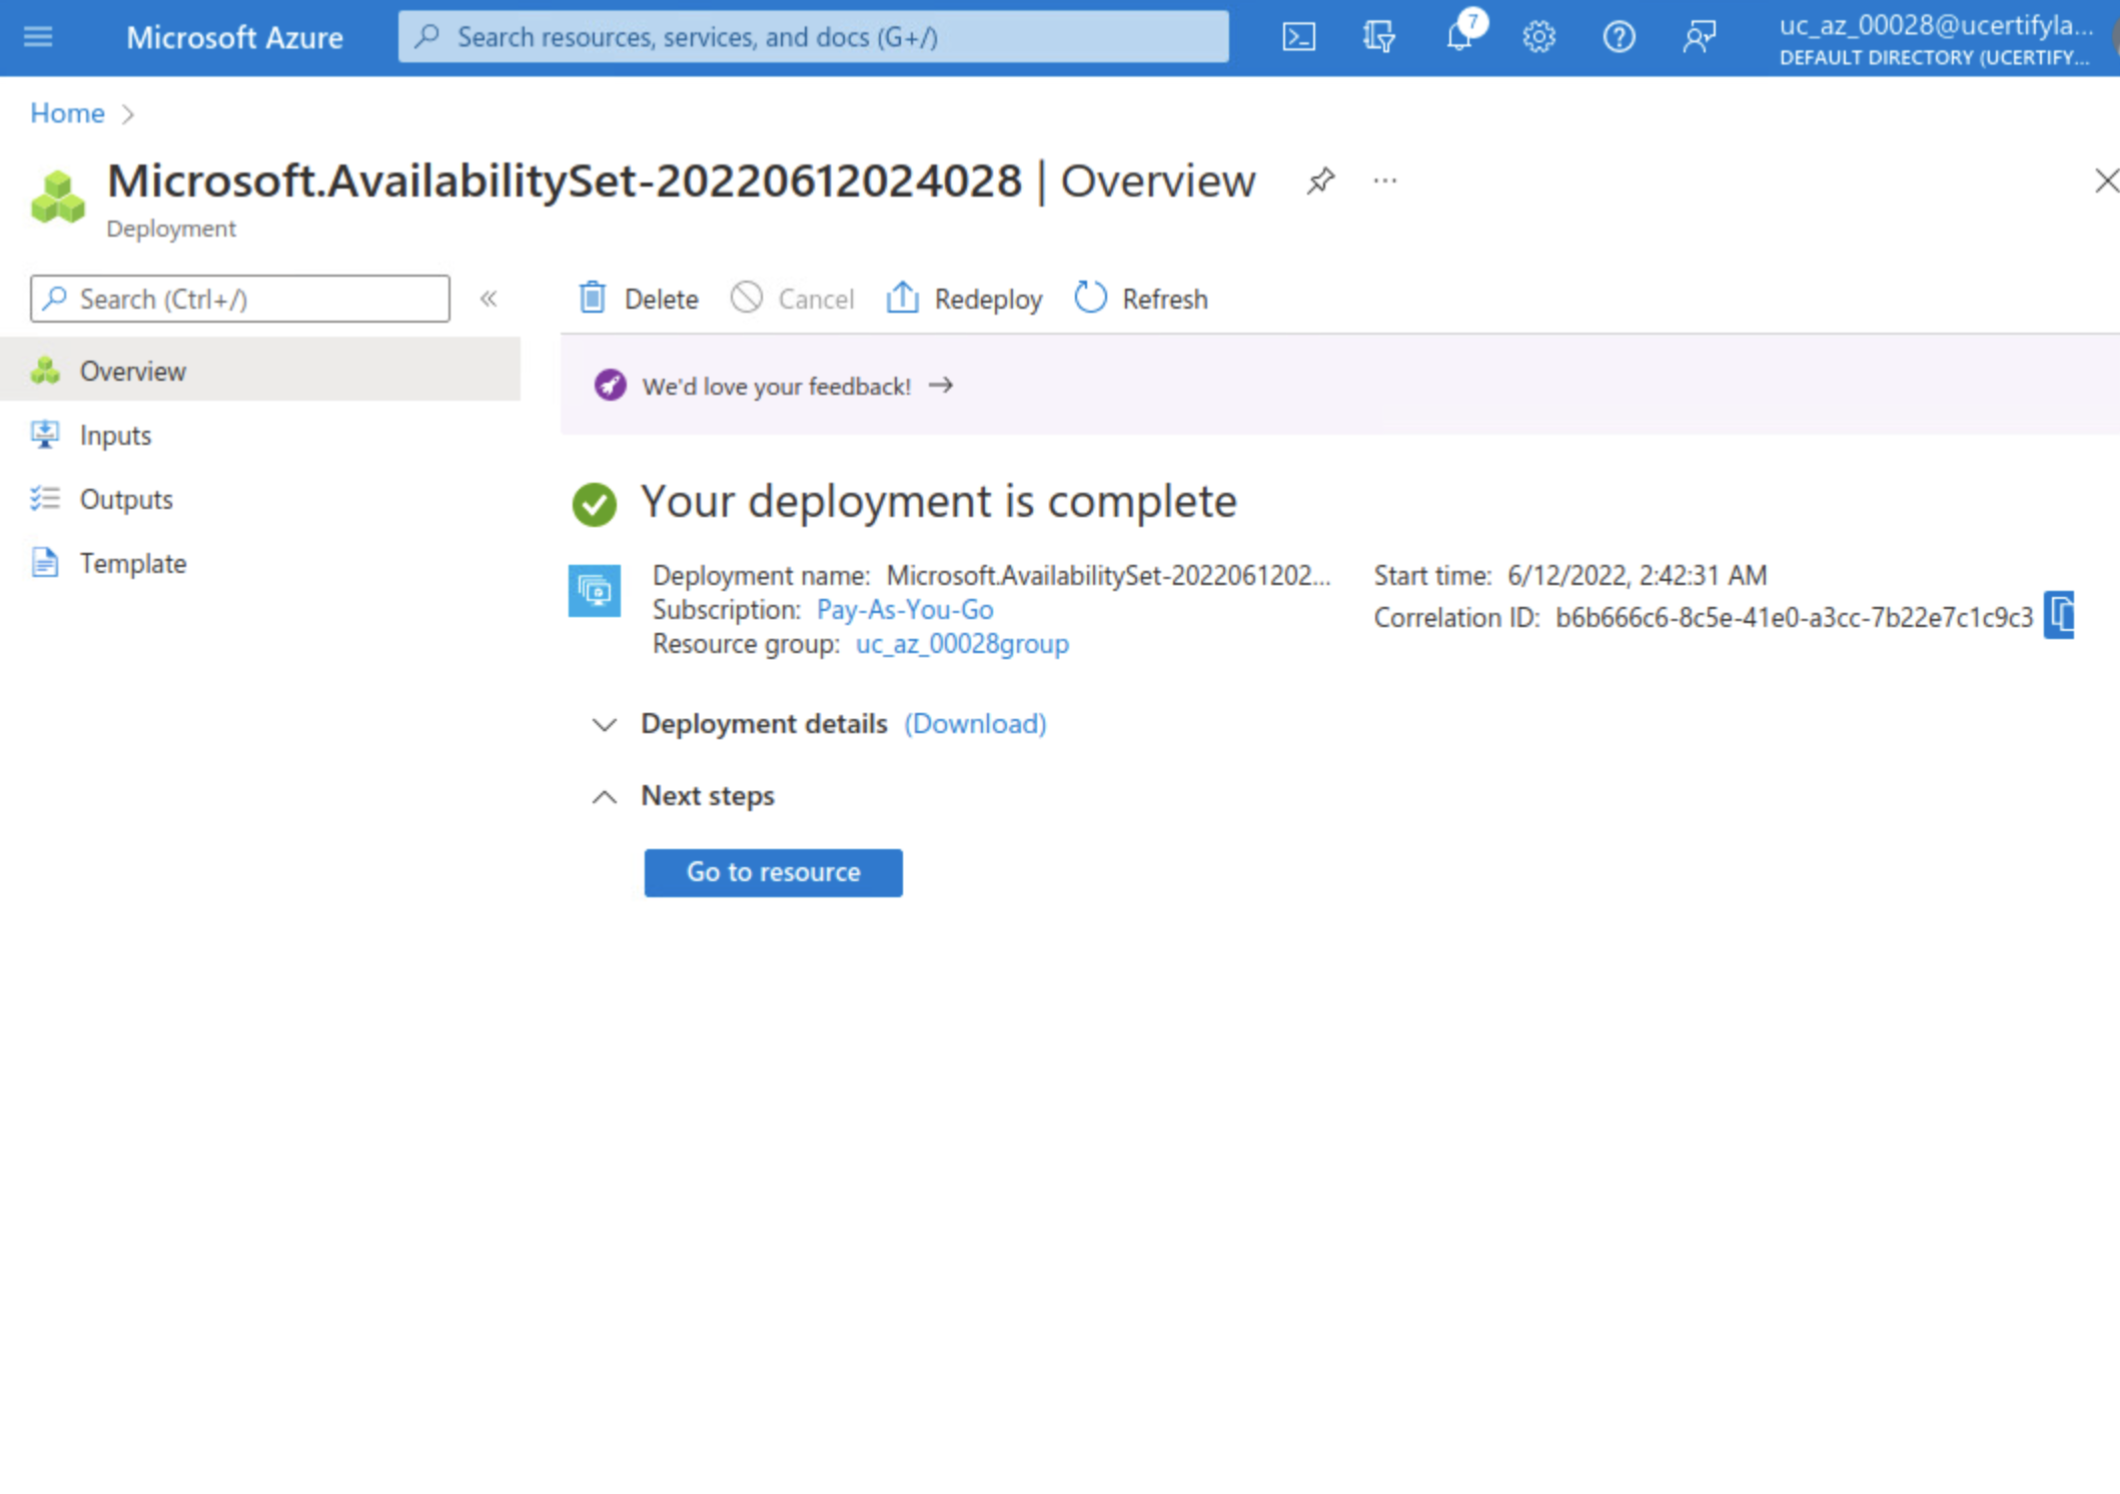 Microsoft Azure
Search resources, services, and docs (G+/)
7
uc_az_00028@ucertifyla...
DEFAULT DIRECTORY (UCERTIFY...
Home
Microsoft.AvailabilitySet-20220612024028 | Overview
Deployment
Search (Ctrl+/)
Delete
Cancel
Redeploy
Refresh
Overview
Inputs
Outputs
Template
We'd love your feedback!
Your deployment is complete
Deployment name: Microsoft.AvailabilitySet-2022061202...
Subscription: Pay-As-You-Go
Resource group: uc_az_00028group
Start time: 6/12/2022, 2:42:31 AM
Correlation ID: b6b666c6-8c5e-41e0-a3cc-7b22e7c1c9c3
Deployment details (Download)
Next steps
Go to resource